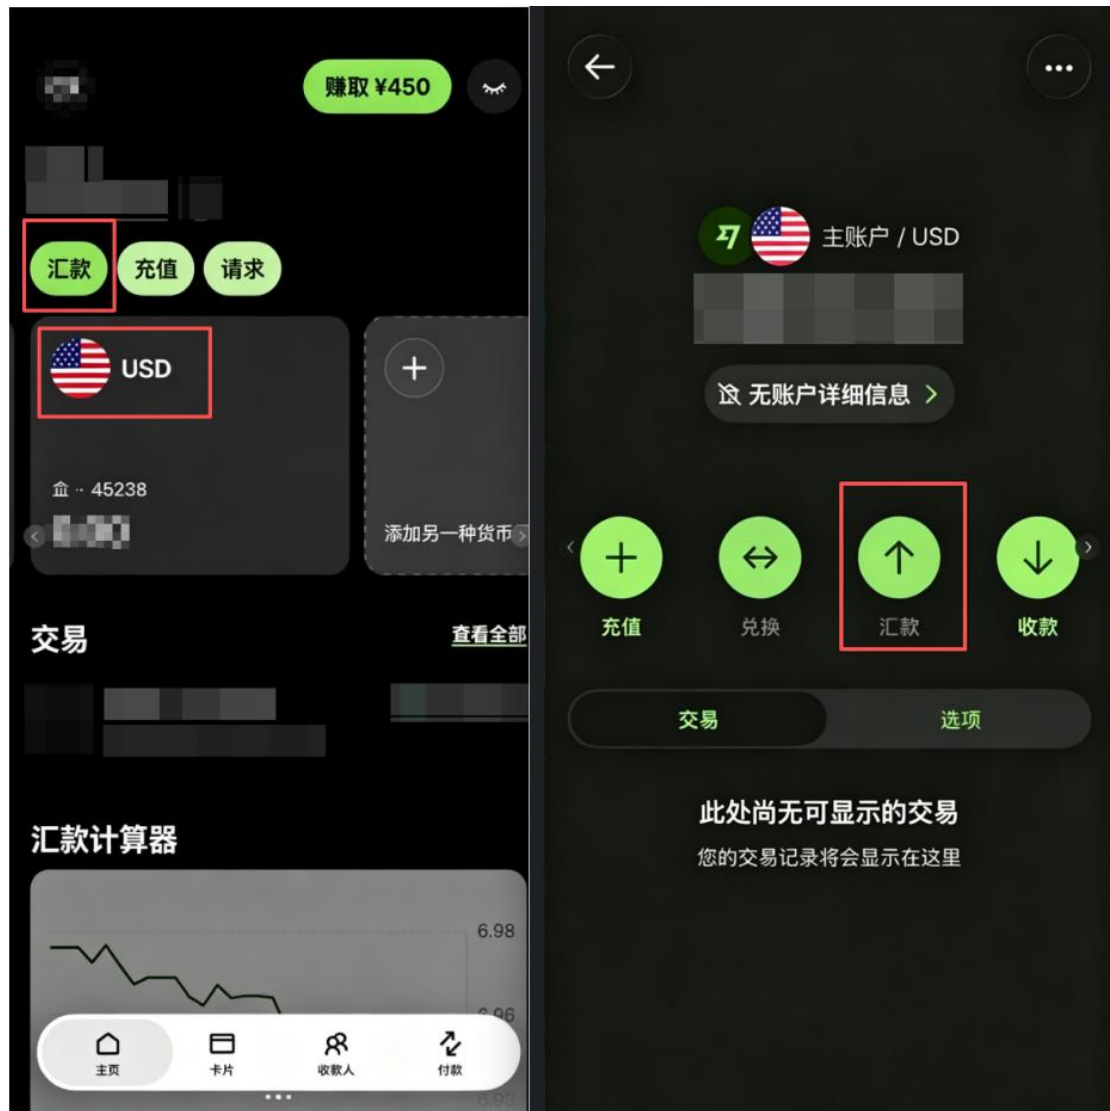 赚取 ¥450
汇款
充值
请求
USD
·· 45238
添加另一种货币
交易
查看全部
汇款计算器
6.98
6.96
6.93
主页
卡片
收款人
付款
主账户 / USD
无账户详细信息
充值
兑换
汇款
收款
交易
选项
此处尚无可显示的交易
您的交易记录将会显示在这里